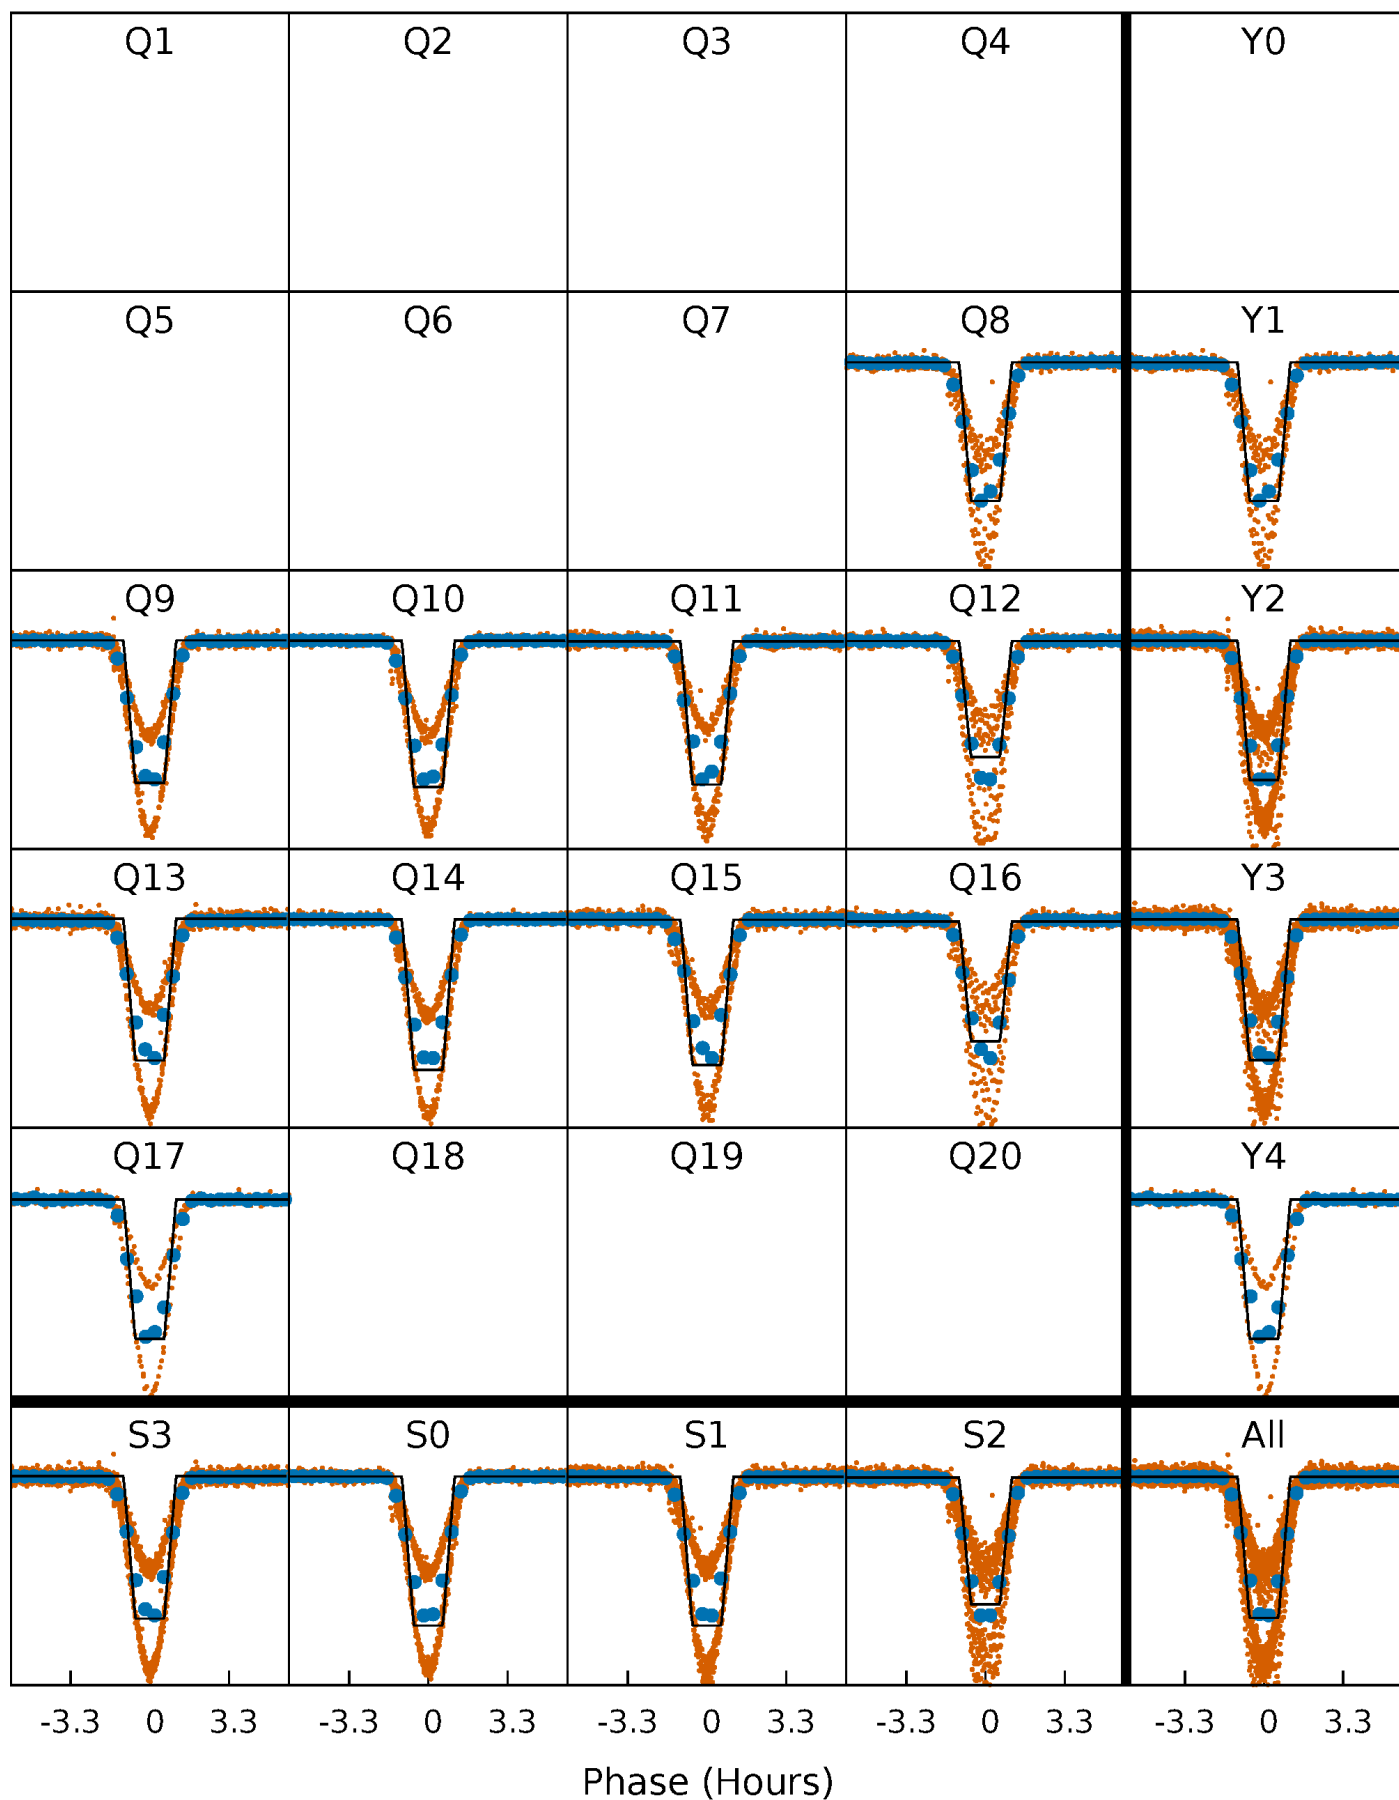 Q1 Q2 Q3 Q4 Y0
Q5 Q6 Q7 Q8 Y1
Q9 Q10 Q11 Q12 Y2
Q13 Q14 Q15 Q16 Y3
Q17 Q18 Q19 Q20 Y4
S3 S0 S1 S2 All
-3.3 0 3.3 -3.3 0 3.3 -3.3 0 3.3 -3.3 0 3.3 -3.3 0 3.3
Phase (Hours)